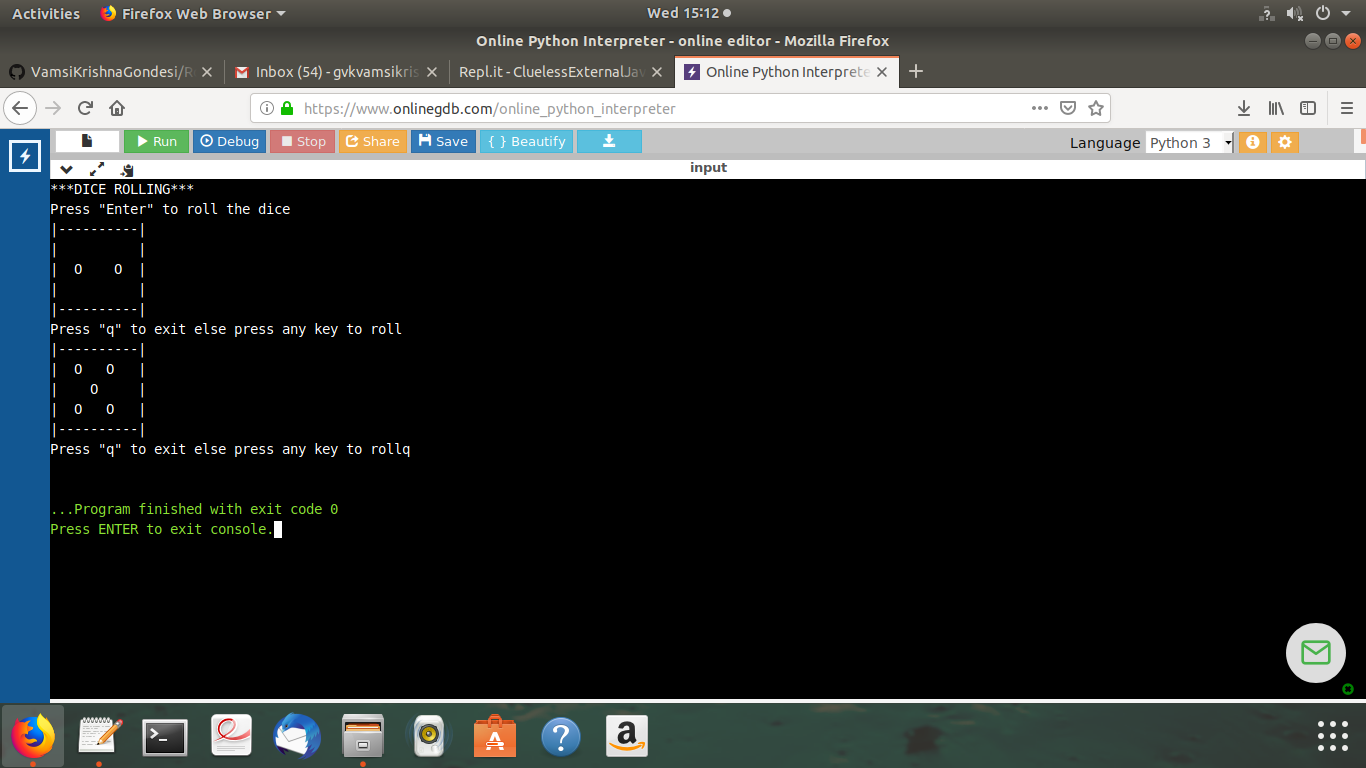 Activities Firefox Web Browser Wed 15:12
Online Python Interpreter - online editor - Mozilla Firefox
VamsiKrishnaGondesi/R Inbox (54) - gvkvamsikris Repl.it - CluelessExternalJav Online Python Interprete
https://www.onlinegdb.com/online_python_interpreter
Run Debug Stop Share Save { } Beautify Language Python 3
input
***DICE ROLLING***
Press "Enter" to roll the dice
|----------|
|          |
|  O    O  |
|          |
|----------|
Press "q" to exit else press any key to roll
|----------|
|  O   O   |
|    O     |
|  O   O   |
|----------|
Press "q" to exit else press any key to rollq
...Program finished with exit code 0
Press ENTER to exit console.